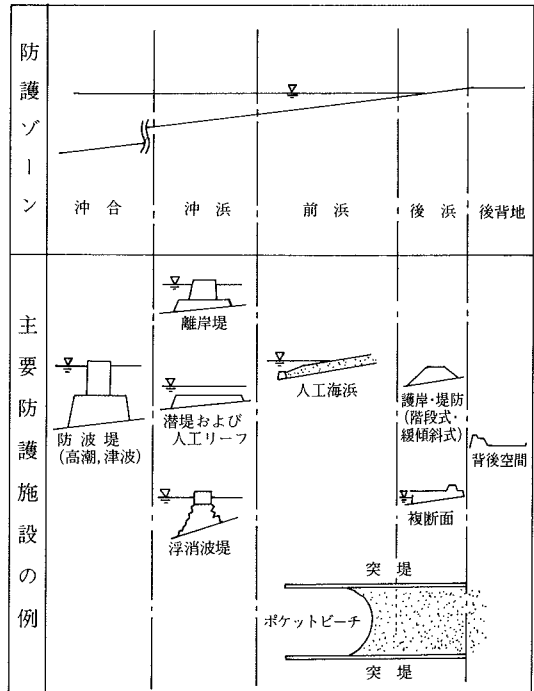 防護ゾーン
沖合
沖浜
前浜
後浜
後背地
主要防護施設の例
防波堤
(高潮,津波)
離岸堤
潜堤および
人工リーフ
浮消波堤
人工海浜
護岸・堤防
(階段式・
緩傾斜式)
複断面
背後空間
突堤
ポケットビーチ
突堤